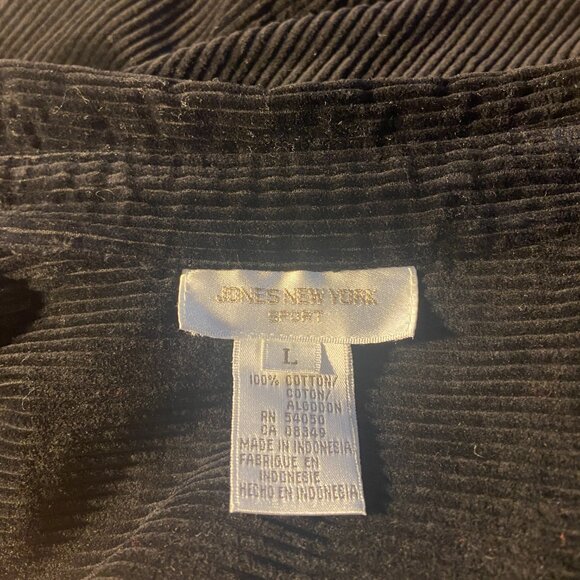 JONES NEW YORK
SPORT
L
100% COTTON/
COTON/
ALGODON
RN 54050
CA 08346
MADE IN INDONESIA
FABRIQUE EN
INDONESIE
HECHO EN INDONESIA